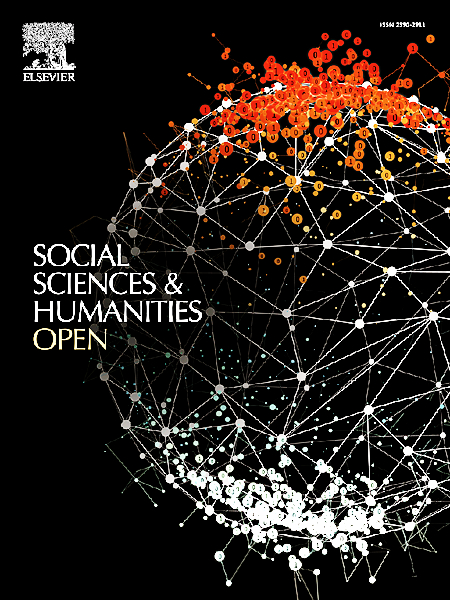 ELSEVIER
SOCIAL
SCIENCES &
HUMANITIES
OPEN